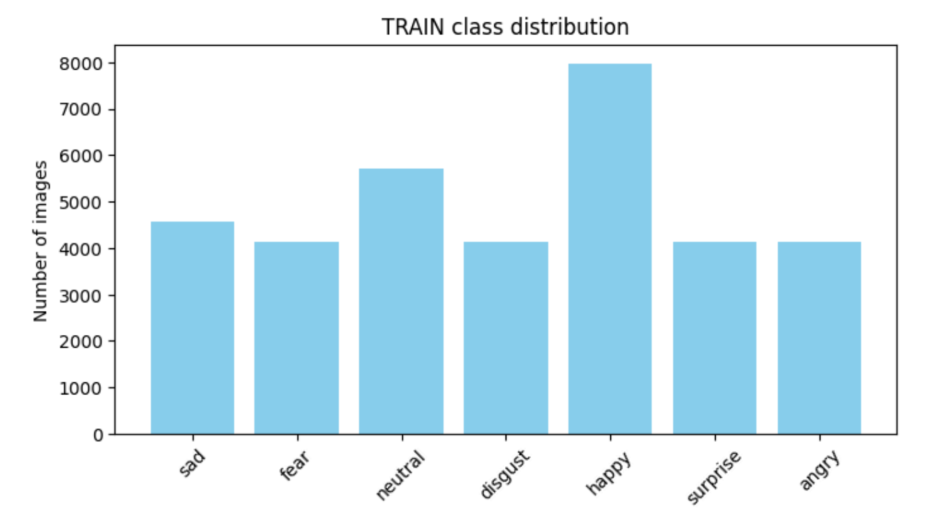 TRAIN class distribution
Number of images
8000
7000
6000
5000
4000
3000
2000
1000
0
sad
fear
neutral
disgust
happy
surprise
angry